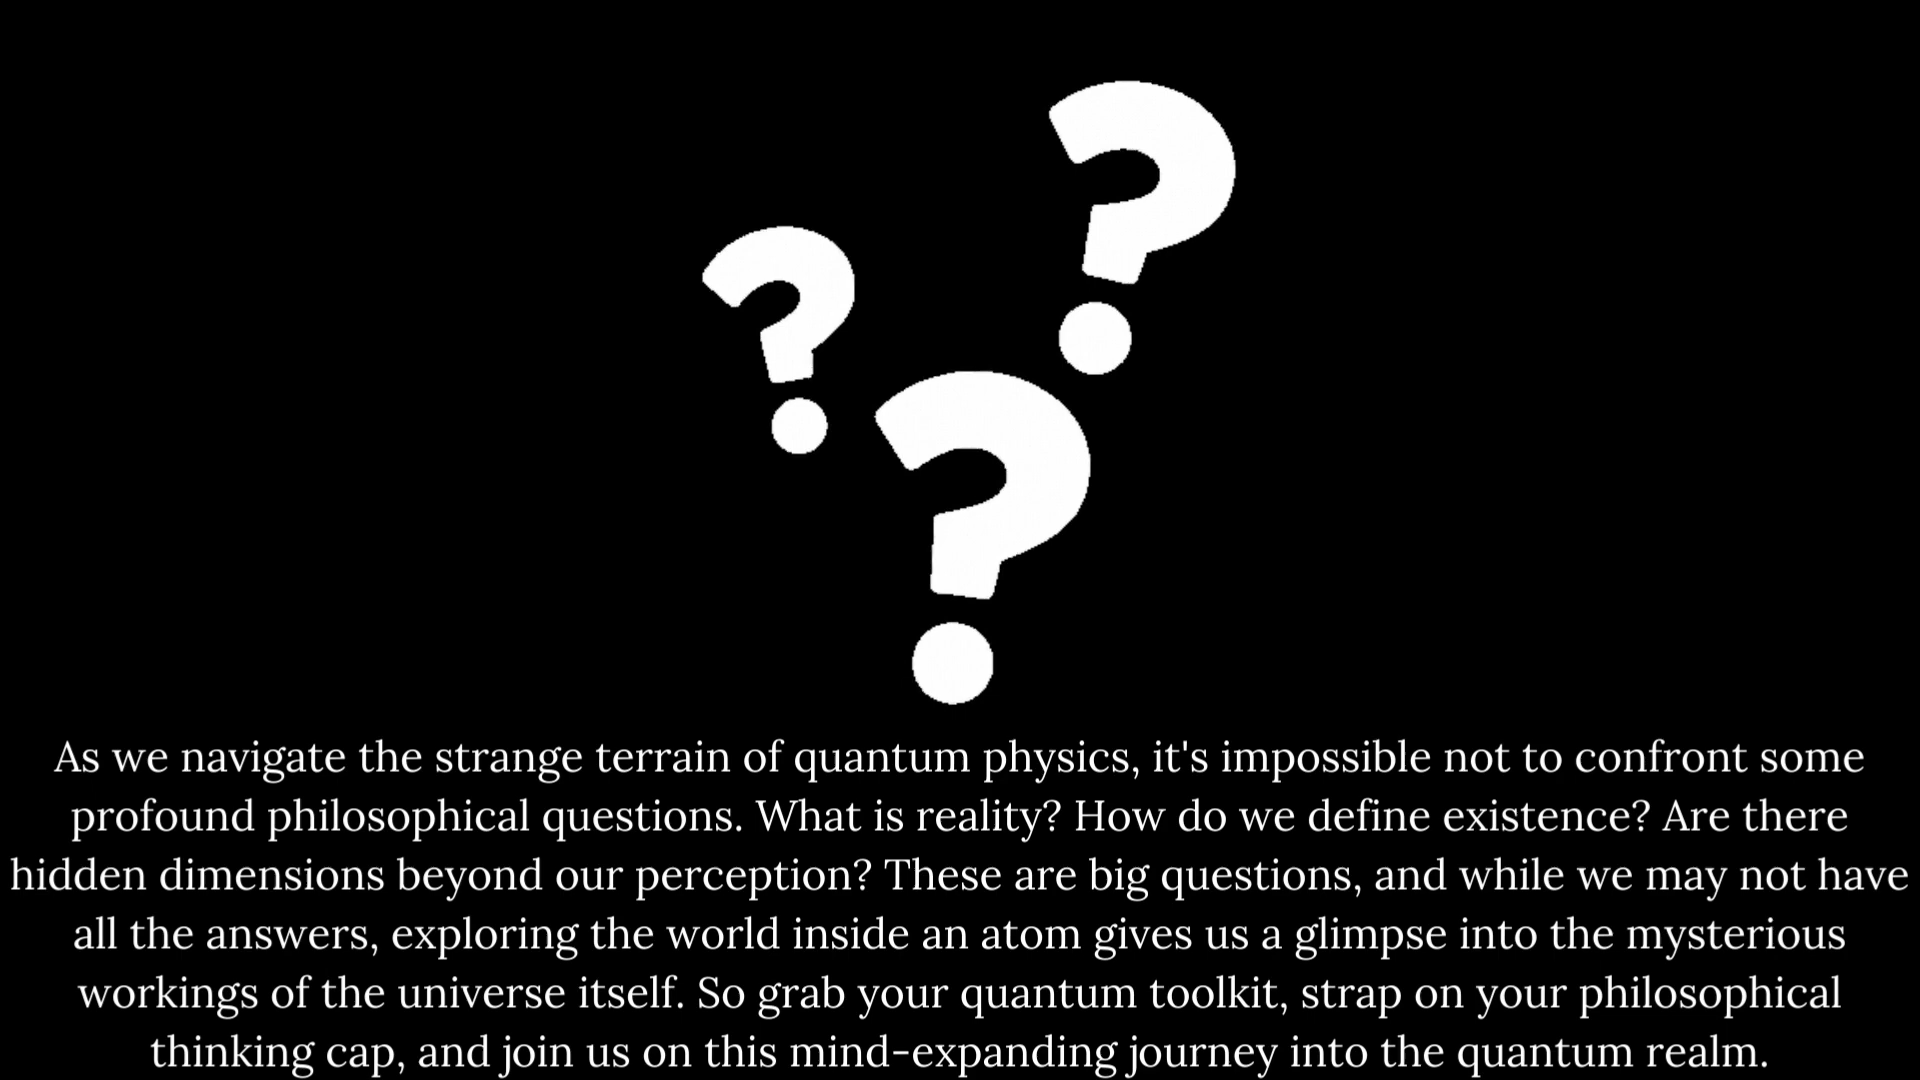 ?
?
?
As we navigate the strange terrain of quantum physics, it's impossible not to confront some
profound philosophical questions. What is reality? How do we define existence? Are there
hidden dimensions beyond our perception? These are big questions, and while we may not have
all the answers, exploring the world inside an atom gives us a glimpse into the mysterious
workings of the universe itself. So grab your quantum toolkit, strap on your philosophical
thinking cap, and join us on this mind-expanding journey into the quantum realm.